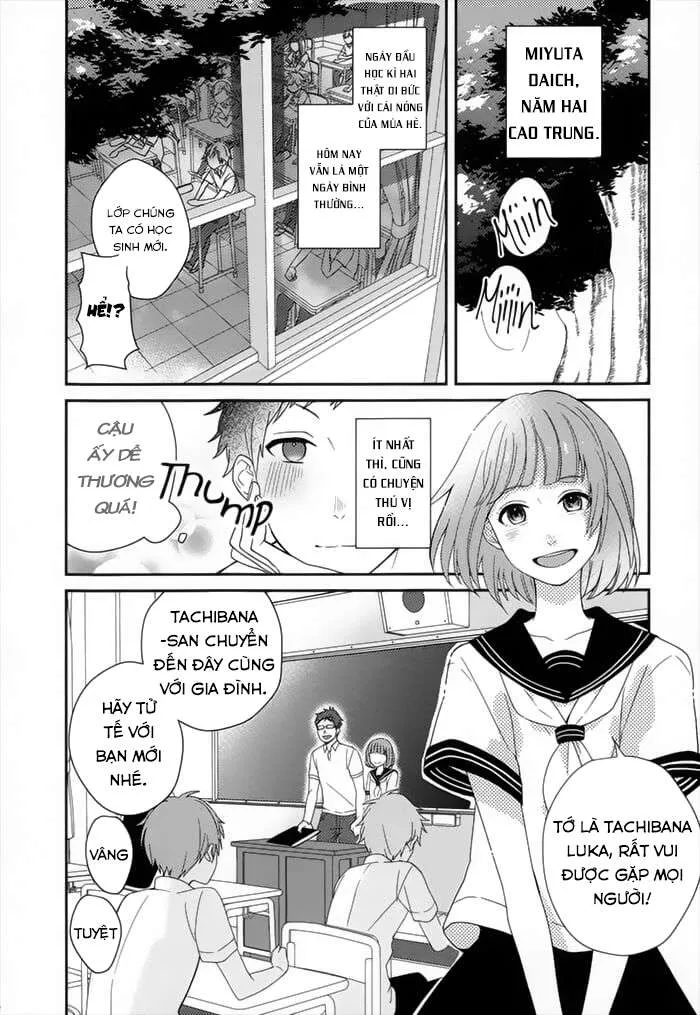 MIYUTA
DAICH,
NĂM HAI
CAO TRUNG.
Miiiin
Miiiin
NGÀY ĐẦU
HỌC KÌ HAI
THẬT OI BỨC
VỚI CÁI NÓNG
CỦA MÙA HÈ.
HÔM NAY
VẪN LÀ MỘT
NGÀY BÌNH
THƯỜNG...
LỚP CHÚNG
TA CÓ HỌC
SINH MỚI.
HỂ!?
ÍT NHẤT
THÌ, CŨNG
CÓ CHUYỆN
THÚ VỊ
RỒI...
THUMP
CẬU
ẤY DỄ
THƯƠNG
QUÁ!
TACHIBANA
-SAN CHUYỂN
ĐẾN ĐÂY CÙNG
VỚI GIA ĐÌNH.
HÃY TỬ
TẾ VỚI
BẠN MỚI
NHÉ.
TỚ LÀ TACHIBANA
LUKA, RẤT VUI
ĐƯỢC GẶP MỌI
NGƯỜI!
VÂNG
TUYỆT